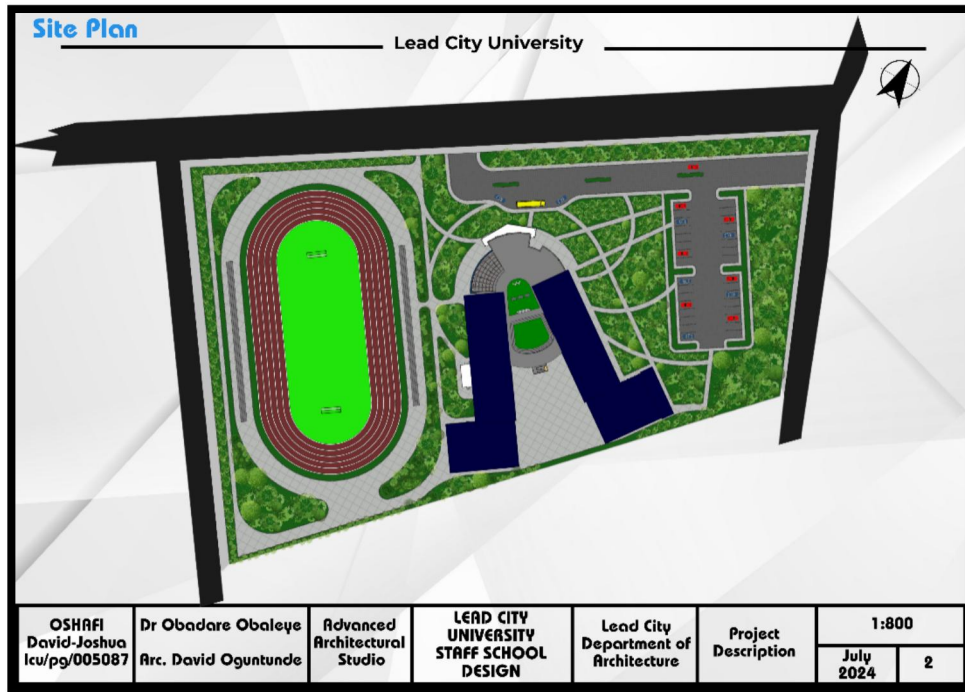 Site Plan
Lead City University
OSHAFI
David-Joshua
lcu/pg/005087
Dr Obadare Obaleye
Arc. David Oguntunde
Advanced
Architectural
Studio
LEAD CITY
UNIVERSITY
STAFF SCHOOL
DESIGN
Lead City
Department of
Architecture
Project
Description
1:800
July
2024
2